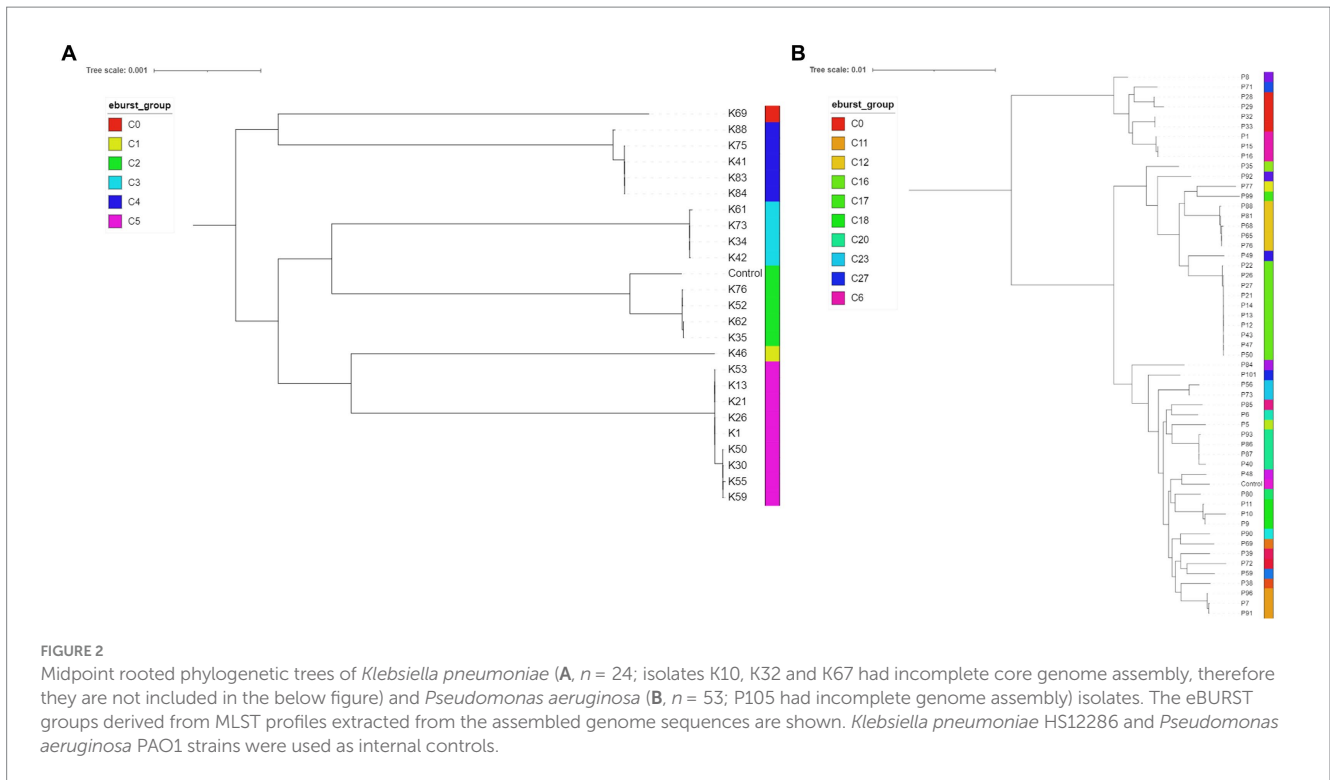 A
Tree scale: 0.001
eburst_group
C0
C1
C2
C3
C4
C5
K69
K88
K75
K41
K83
K84
K61
K73
K34
K42
Control
K76
K52
K62
K35
K46
K53
K13
K21
K26
K1
K50
K30
K55
K59
B
Tree scale: 0.01
eburst_group
C0
C11
C12
C16
C17
C18
C20
C23
C27
C6
P8
P71
P28
P29
P32
P33
P1
P15
P16
P35
P92
P77
P99
P88
P81
P68
P65
P76
P49
P22
P26
P27
P21
P14
P13
P12
P43
P47
P50
P84
P101
P56
P73
P85
P6
P5
P93
P86
P87
P40
P48
Control
P80
P11
P10
P9
P90
P69
P39
P72
P59
P38
P96
P7
P91
FIGURE 2
Midpoint rooted phylogenetic trees of Klebsiella pneumoniae (A, n = 24; isolates K10, K32 and K67 had incomplete core genome assembly, therefore
they are not included in the below figure) and Pseudomonas aeruginosa (B, n = 53; P105 had incomplete genome assembly) isolates. The eBURST
groups derived from MLST profiles extracted from the assembled genome sequences are shown. Klebsiella pneumoniae HS12286 and Pseudomonas
aeruginosa PAO1 strains were used as internal controls.